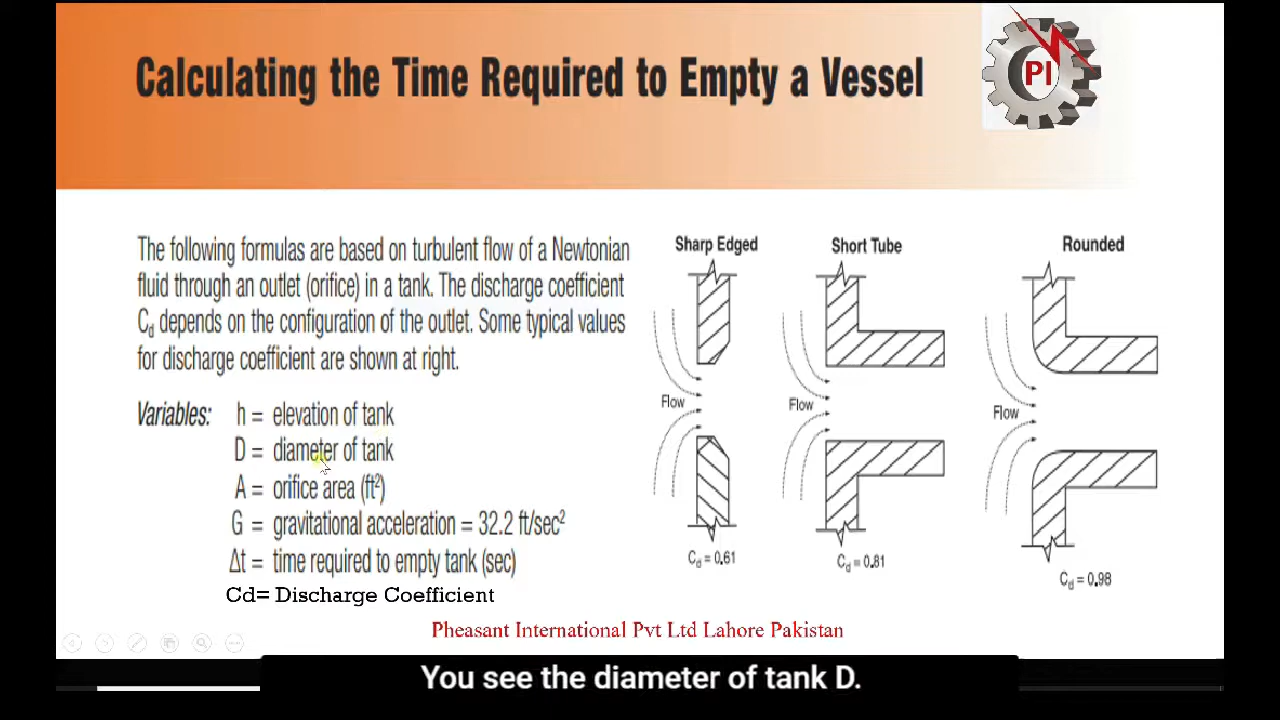 Calculating the Time Required to Empty a Vessel
PI
The following formulas are based on turbulent flow of a Newtonian
fluid through an outlet (orifice) in a tank. The discharge coefficient
Cd depends on the configuration of the outlet. Some typical values
for discharge coefficient are shown at right.
Variables: h = elevation of tank
D = diameter of tank
A = orifice area (ft²)
G = gravitational acceleration = 32.2 ft/sec²
Δt = time required to empty tank (sec)
Cd= Discharge Coefficient
Sharp Edged
Flow
Cd = 0.61
Short Tube
Flow
Cd = 0.81
Rounded
Flow
Cd = 0.98
Pheasant International Pvt Ltd Lahore Pakistan
You see the diameter of tank D.